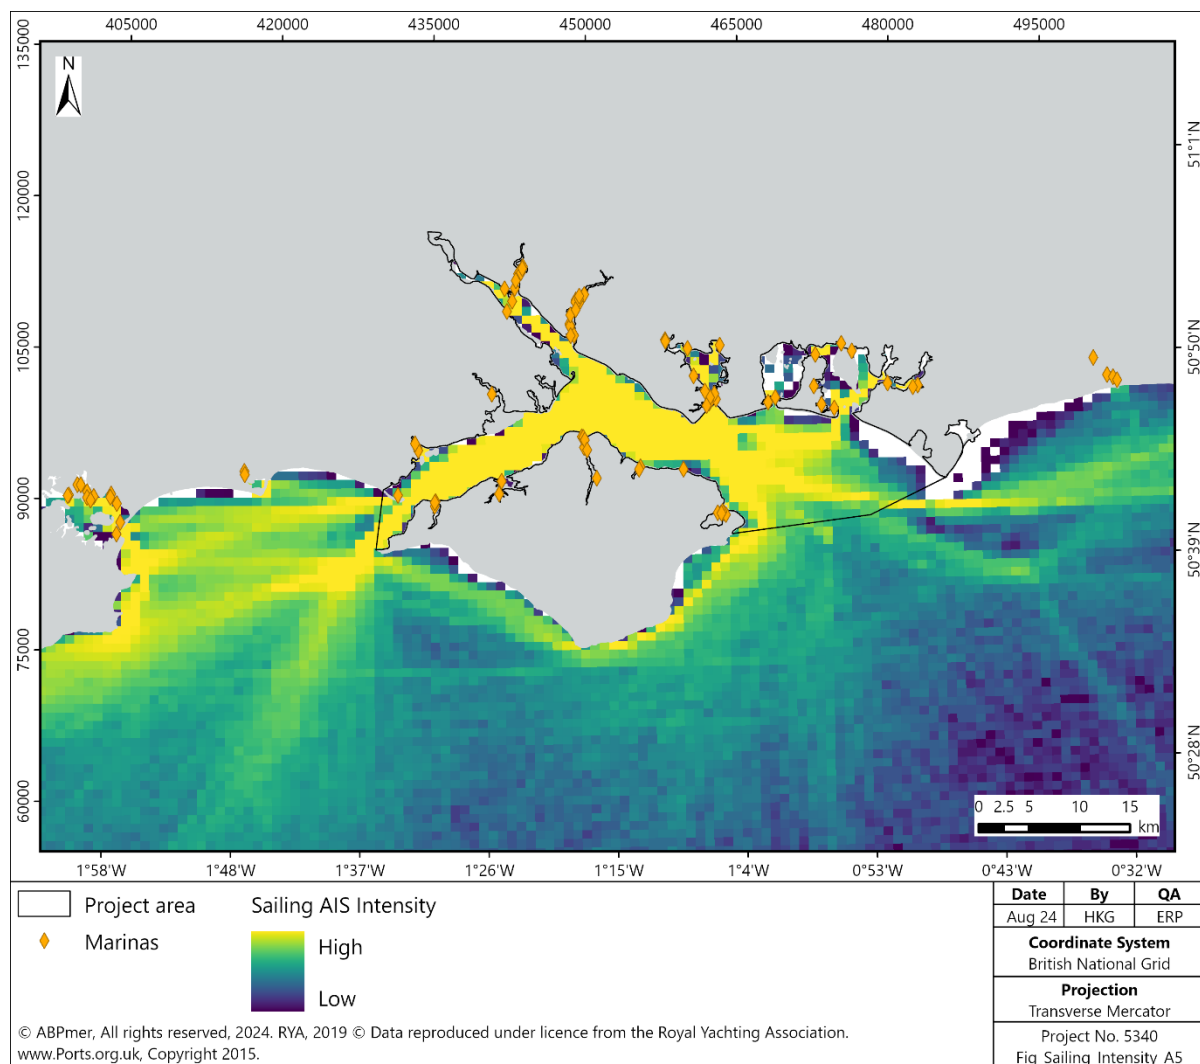 405000 420000 435000 450000 465000 480000 495000
135000
120000
105000
90000
75000
60000
N
51°1'N
50°50'N
50°39'N
50°28'N
0 2.5 5 10 15
km
1°58'W 1°48'W 1°37'W 1°26'W 1°15'W 1°4'W 0°53'W 0°43'W 0°32'W
Project area
Marinas
Sailing AIS Intensity
High
Low
Date By QA
Aug 24 HKG ERP
Coordinate System
British National Grid
Projection
Transverse Mercator
Project No. 5340
Fig_Sailing_Intensity_A5
© ABPmer, All rights reserved, 2024. RYA, 2019 © Data reproduced under licence from the Royal Yachting Association.
www.Ports.org.uk, Copyright 2015.